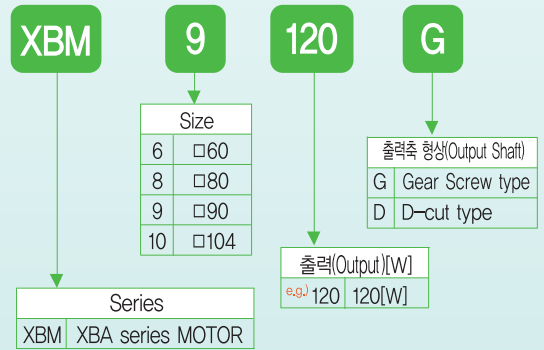 XBM 9 120 G
Size
6 □60
8 □80
9 □90
10 □104
출력축 형상(Output Shaft)
G Gear Screw type
D D-cut type
출력(Output)[W]
e.g.) 120 120[W]
Series
XBM XBA series MOTOR